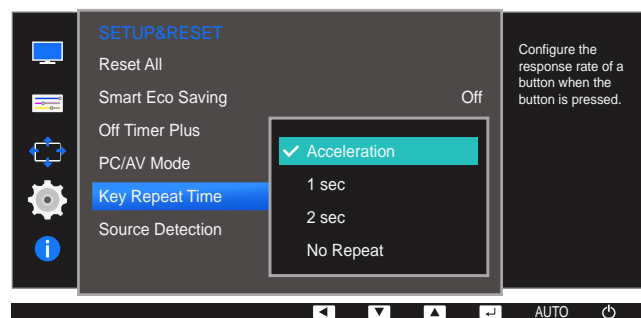 SETUP&RESET
Reset All
Smart Eco Saving Off
Off Timer Plus
PC/AV Mode
Key Repeat Time
Source Detection
Acceleration
1 sec
2 sec
No Repeat
Configure the
response rate of a
button when the
button is pressed.
AUTO